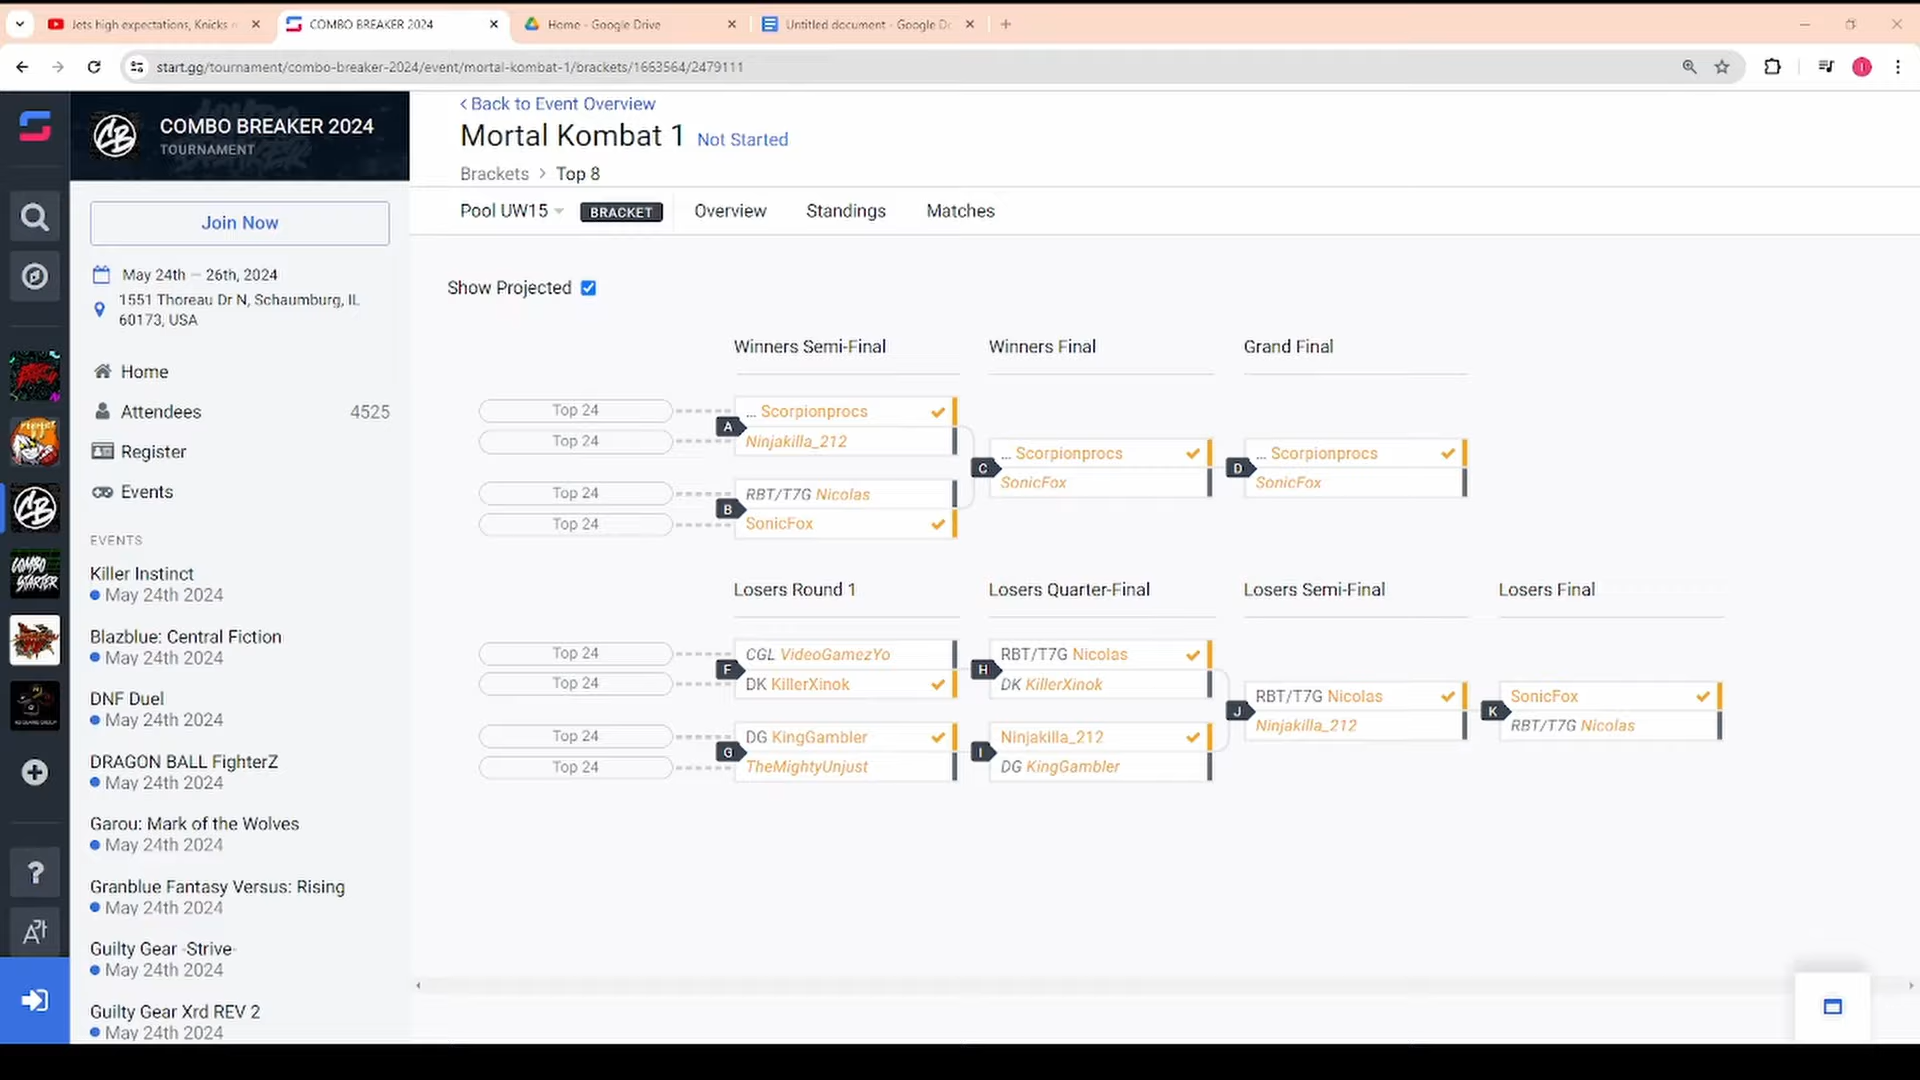 Jets high expectations, Knicks
COMBO BREAKER 2024
Home - Google Drive
Untitled document - Google Do
start.gg/tournament/combo-breaker-2024/event/mortal-kombat-1/brackets/1663564/2479111
CB
COMBO BREAKER 2024
TOURNAMENT
Join Now
May 24th — 26th, 2024
1551 Thoreau Dr N, Schaumburg, IL
60173, USA
Home
Attendees 4525
Register
Events
EVENTS
Killer Instinct
May 24th 2024
Blazblue: Central Fiction
May 24th 2024
DNF Duel
May 24th 2024
DRAGON BALL FighterZ
May 24th 2024
Garou: Mark of the Wolves
May 24th 2024
Granblue Fantasy Versus: Rising
May 24th 2024
Guilty Gear -Strive-
May 24th 2024
Guilty Gear Xrd REV 2
May 24th 2024
CB
COMBO
STARTER
?
< Back to Event Overview
Mortal Kombat 1 Not Started
Brackets > Top 8
Pool UW15 BRACKET Overview Standings Matches
Show Projected
Winners Semi-Final Winners Final Grand Final
Top 24
Top 24
A
... Scorpionprocs
Ninjakilla_212
Top 24
Top 24
B
RBT/T7G Nicolas
SonicFox
C
... Scorpionprocs
SonicFox
D
... Scorpionprocs
SonicFox
Losers Round 1 Losers Quarter-Final Losers Semi-Final Losers Final
Top 24
Top 24
F
CGL VideoGamezYo
DK KillerXinok
Top 24
Top 24
G
DG KingGambler
TheMightyUnjust
H
RBT/T7G Nicolas
DK KillerXinok
I
Ninjakilla_212
DG KingGambler
J
RBT/T7G Nicolas
Ninjakilla_212
K
SonicFox
RBT/T7G Nicolas